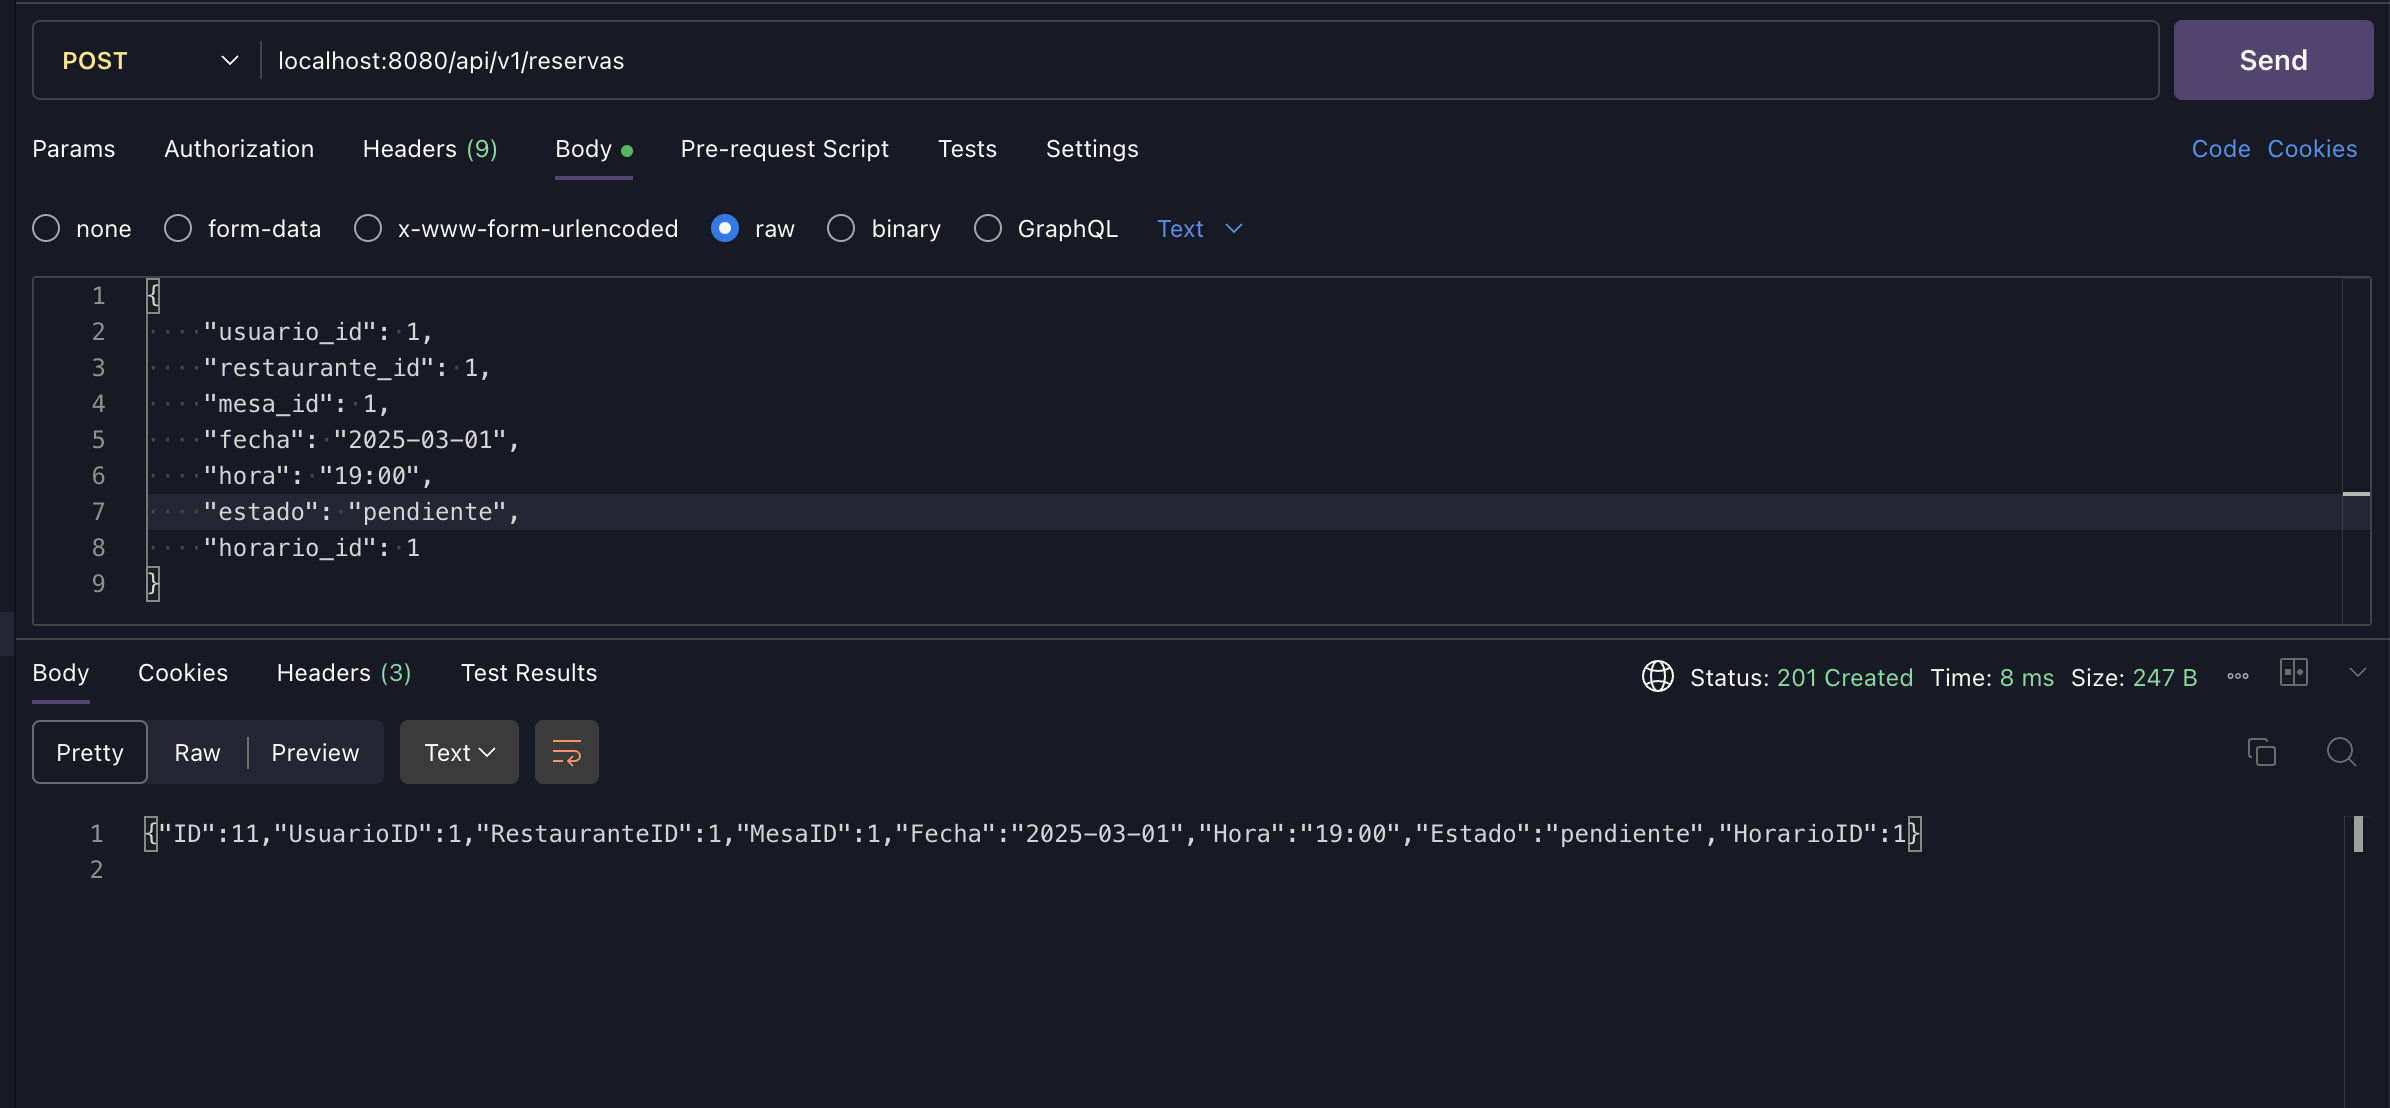 POST localhost:8080/api/v1/reservas Send
Params Authorization Headers (9) Body Pre-request Script Tests Settings Code Cookies
none form-data x-www-form-urlencoded raw binary GraphQL Text
1 {
2 "usuario_id": 1,
3 "restaurante_id": 1,
4 "mesa_id": 1,
5 "fecha": "2025-03-01",
6 "hora": "19:00",
7 "estado": "pendiente",
8 "horario_id": 1
9 }
Body Cookies Headers (3) Test Results Status: 201 Created Time: 8 ms Size: 247 B
Pretty Raw Preview Text
1 {"ID":11,"UsuarioID":1,"RestauranteID":1,"MesaID":1,"Fecha":"2025-03-01","Hora":"19:00","Estado":"pendiente","HorarioID":1}
2